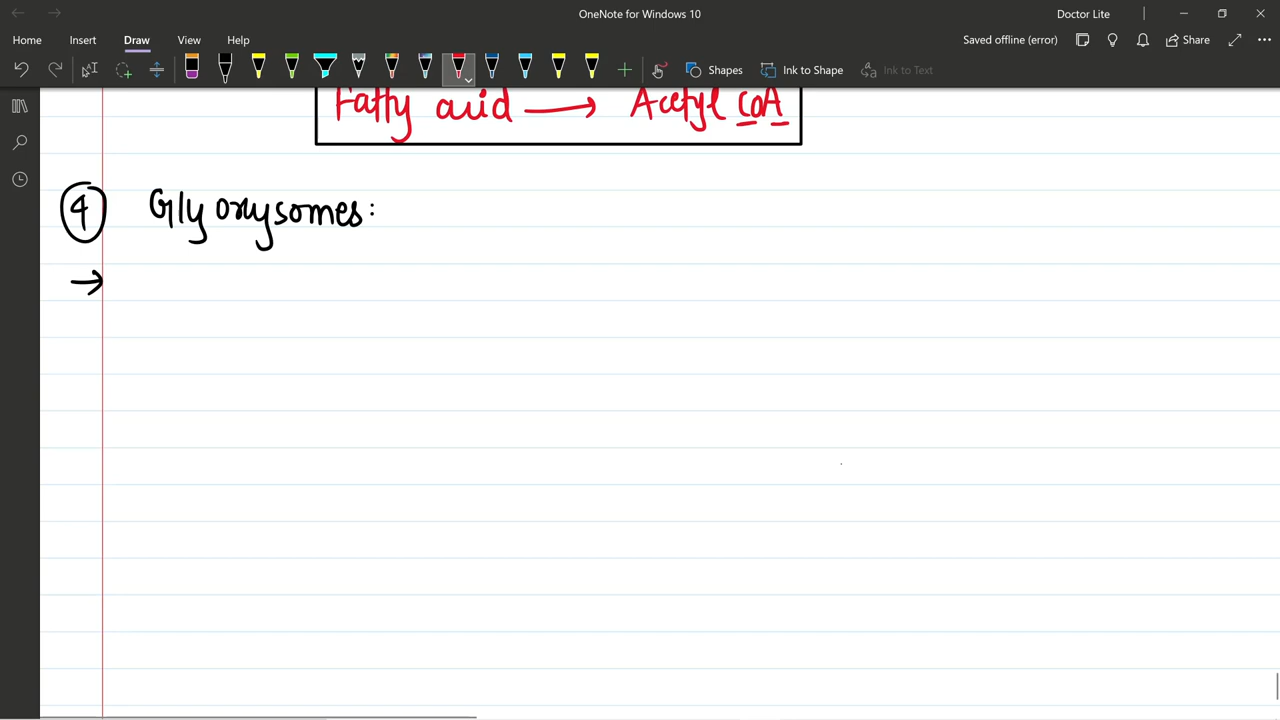 OneNote for Windows 10
Doctor Lite
Home Insert Draw View Help
Saved offline (error)
Share
Shapes
Ink to Shape
Ink to Text
Fatty acid → Acetyl CoA
4 Glyoxysomes:
→